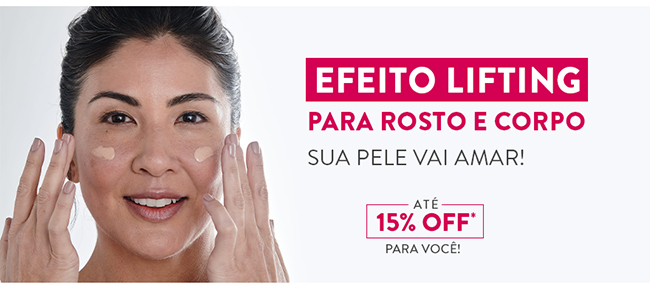 EFEITO LIFTING
PARA ROSTO E CORPO
SUA PELE VAI AMAR!
ATÉ
15% OFF*
PARA VOCÊ!